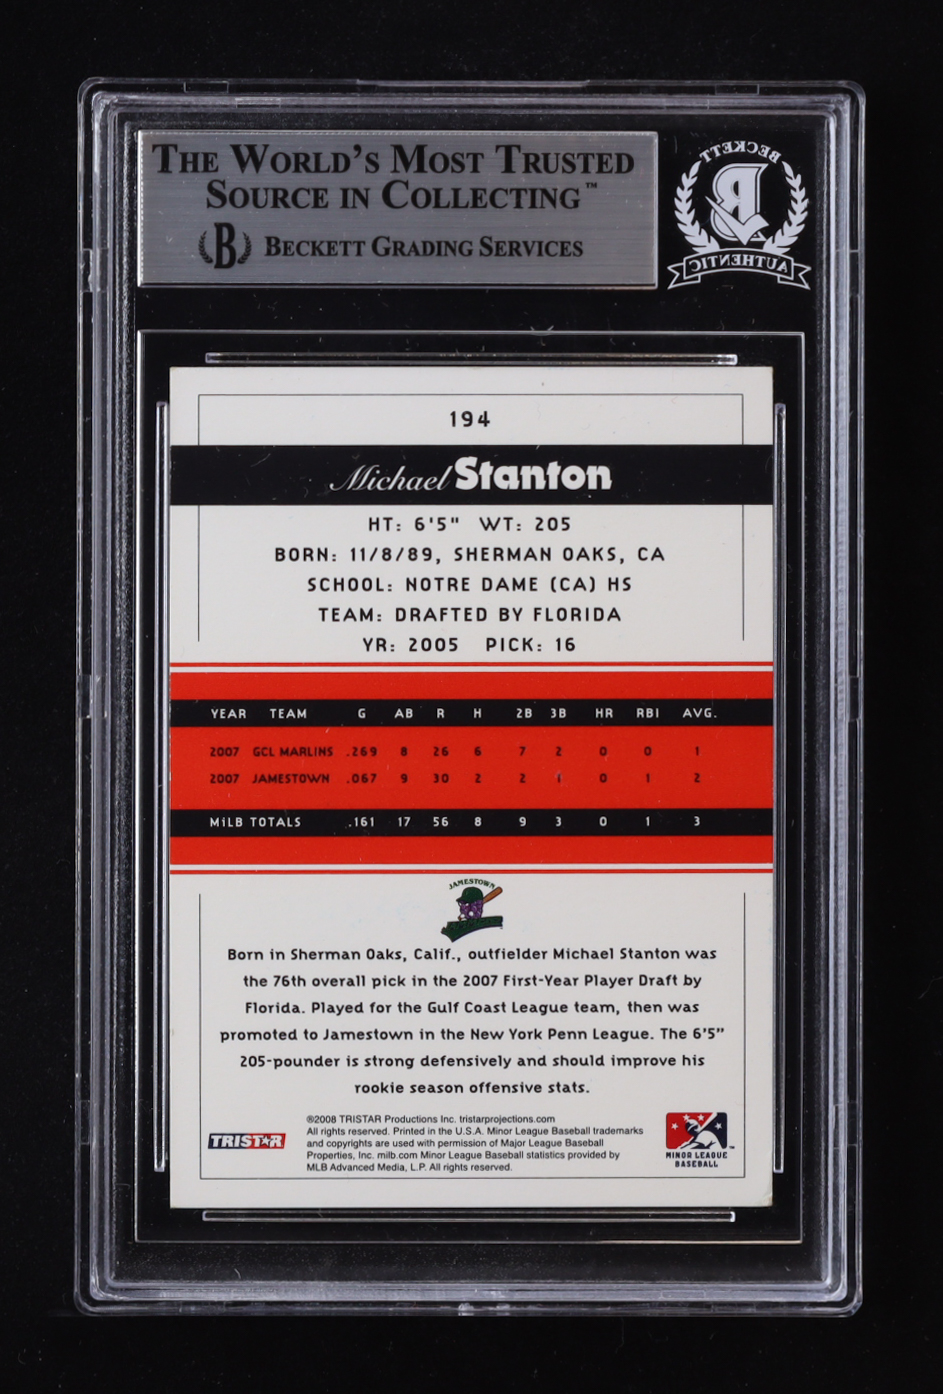 THE WORLD'S MOST TRUSTED
SOURCE IN COLLECTING™
B BECKETT GRADING SERVICES
BECKETT
B
AUTHENTIC
194
Michael Stanton
HT: 6'5" WT: 205
BORN: 11/8/89, SHERMAN OAKS, CA
SCHOOL: NOTRE DAME (CA) HS
TEAM: DRAFTED BY FLORIDA
YR: 2005 PICK: 16
YEAR TEAM G AB R H 2B 3B HR RBI AVG.
2007 GCL MARLINS .269 8 26 6 7 2 0 0 1
2007 JAMESTOWN .067 9 30 2 2 1 0 1 2
MiLB TOTALS .161 17 56 8 9 3 0 1 3
JAMESTOWN
Born in Sherman Oaks, Calif., outfielder Michael Stanton was
the 76th overall pick in the 2007 First-Year Player Draft by
Florida. Played for the Gulf Coast League team, then was
promoted to Jamestown in the New York Penn League. The 6'5"
205-pounder is strong defensively and should improve his
rookie season offensive stats.
TRISTAR
®2008 TRISTAR Productions Inc. tristarprojections.com
All rights reserved. Printed in the U.S.A. Minor League Baseball trademarks
and copyrights are used with permission of Major League Baseball
Properties, Inc. milb.com Minor League Baseball statistics provided by
MLB Advanced Media, L.P. All rights reserved.
MINOR LEAGUE
BASEBALL™